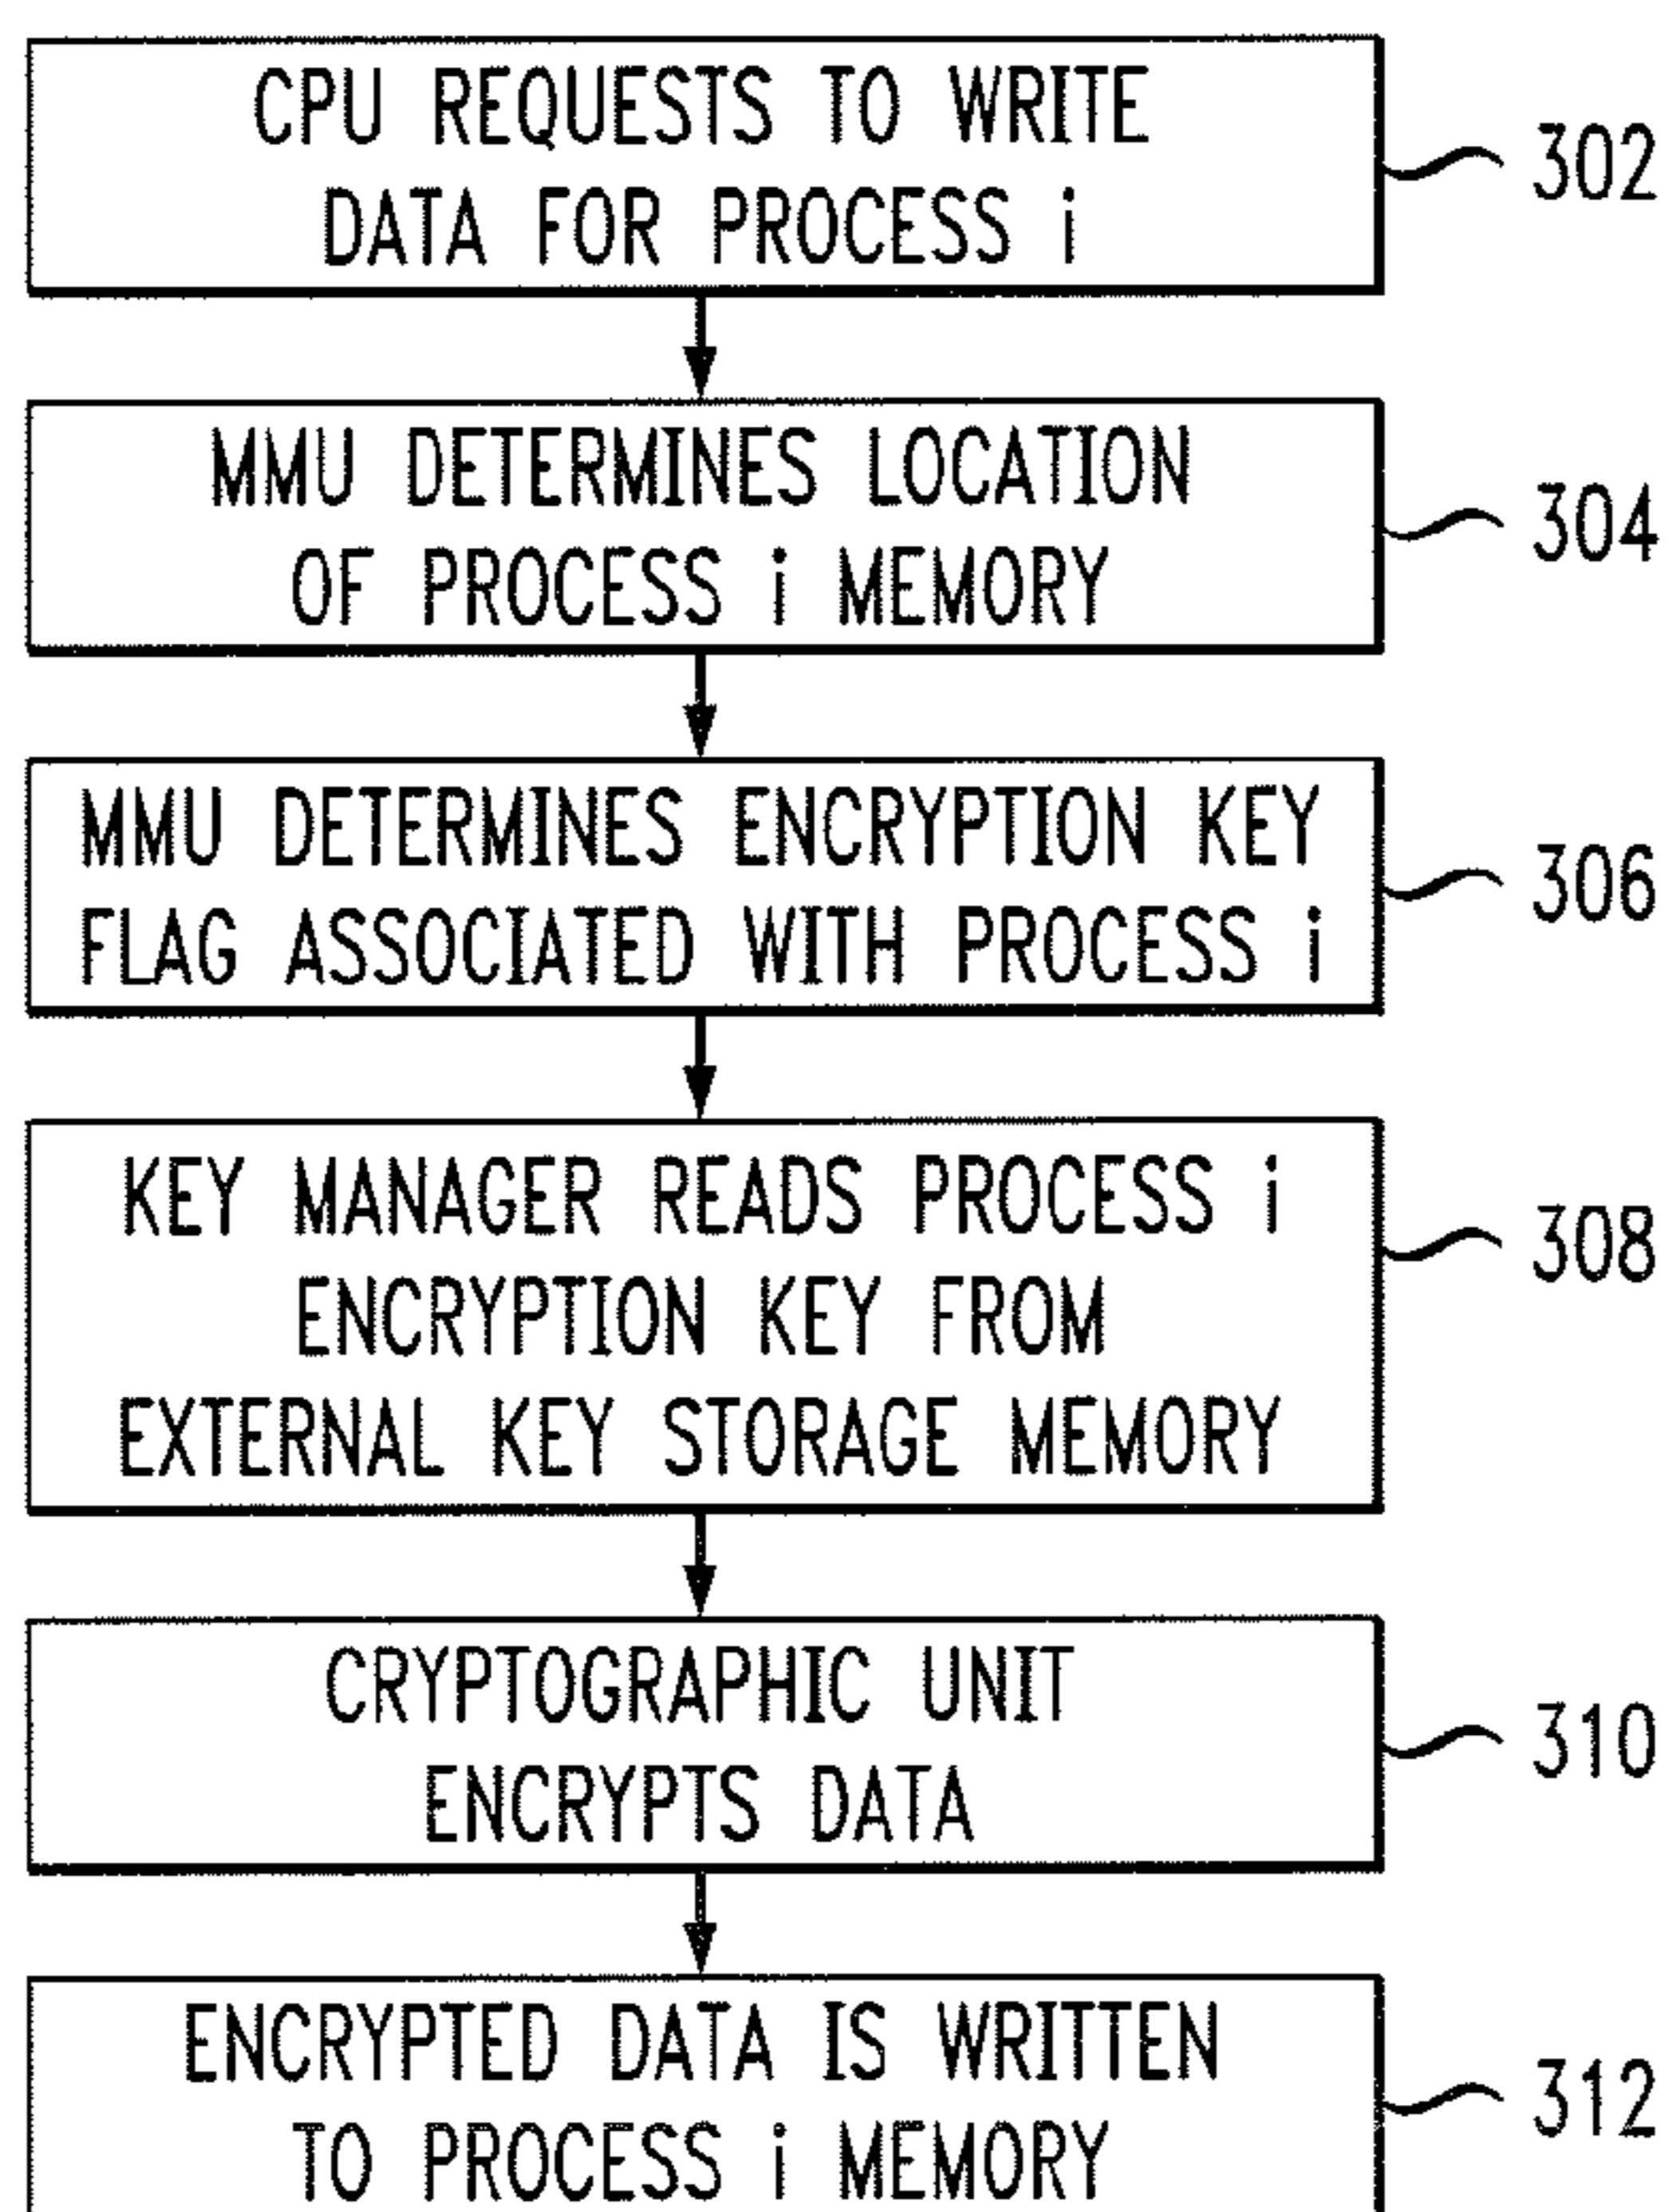 CPU REQUESTS TO WRITE
DATA FOR PROCESS i
302
MMU DETERMINES LOCATION
OF PROCESS i MEMORY
304
MMU DETERMINES ENCRYPTION KEY
FLAG ASSOCIATED WITH PROCESS i
306
KEY MANAGER READS PROCESS i
ENCRYPTION KEY FROM
EXTERNAL KEY STORAGE MEMORY
308
CRYPTOGRAPHIC UNIT
ENCRYPTS DATA
310
ENCRYPTED DATA IS WRITTEN
TO PROCESS i MEMORY
312